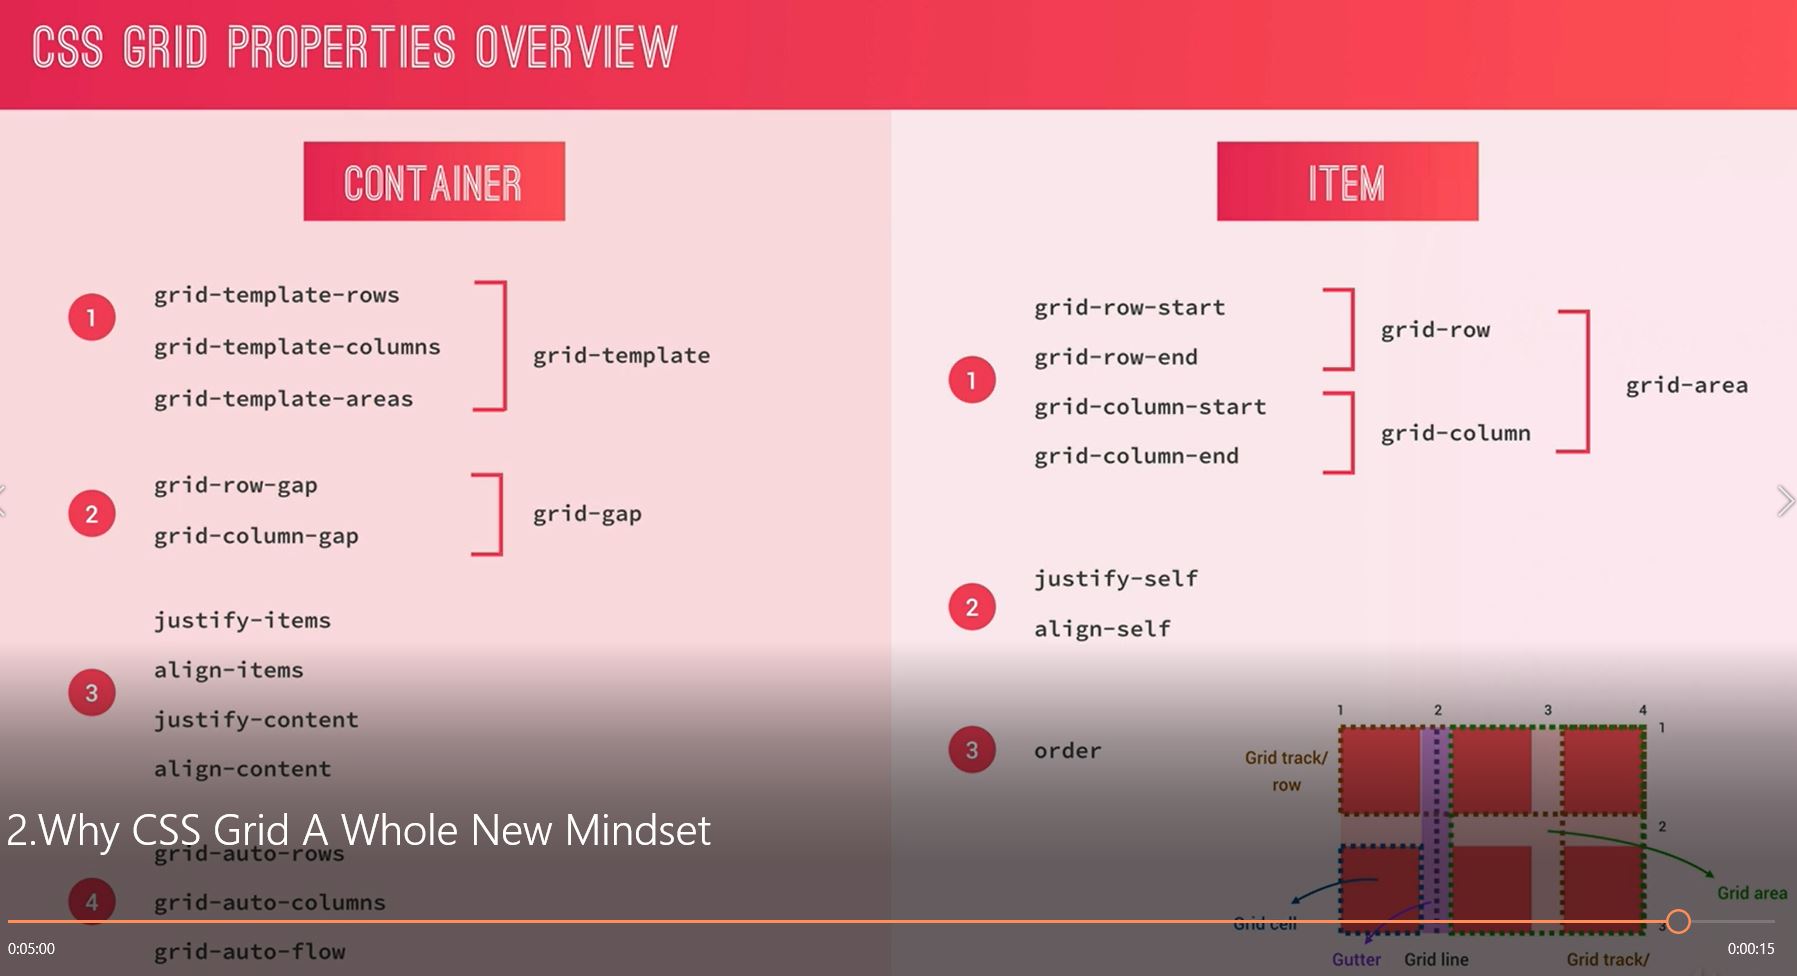 CSS GRID PROPERTIES OVERVIEW
CONTAINER
1
grid-template-rows
grid-template-columns
grid-template-areas
grid-template
2
grid-row-gap
grid-column-gap
grid-gap
3
justify-items
align-items
justify-content
align-content
4
grid-auto-rows
grid-auto-columns
grid-auto-flow
ITEM
1
grid-row-start
grid-row-end
grid-column-start
grid-column-end
grid-row
grid-column
grid-area
2
justify-self
align-self
3
order
1 2 3 4
1
2
3
Grid track/
row
Grid area
Grid cell
Gutter
Grid line
Grid track/
2.Why CSS Grid A Whole New Mindset
0:05:00
0:00:15